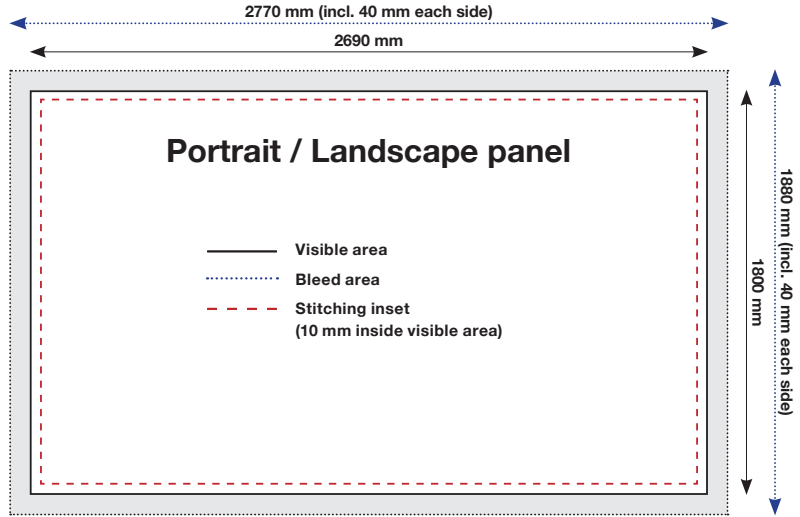 2770 mm (incl. 40 mm each side)
2690 mm
Portrait / Landscape panel
Visible area
Bleed area
Stitching inset
(10 mm inside visible area)
1800 mm
1880 mm (incl. 40 mm each side)